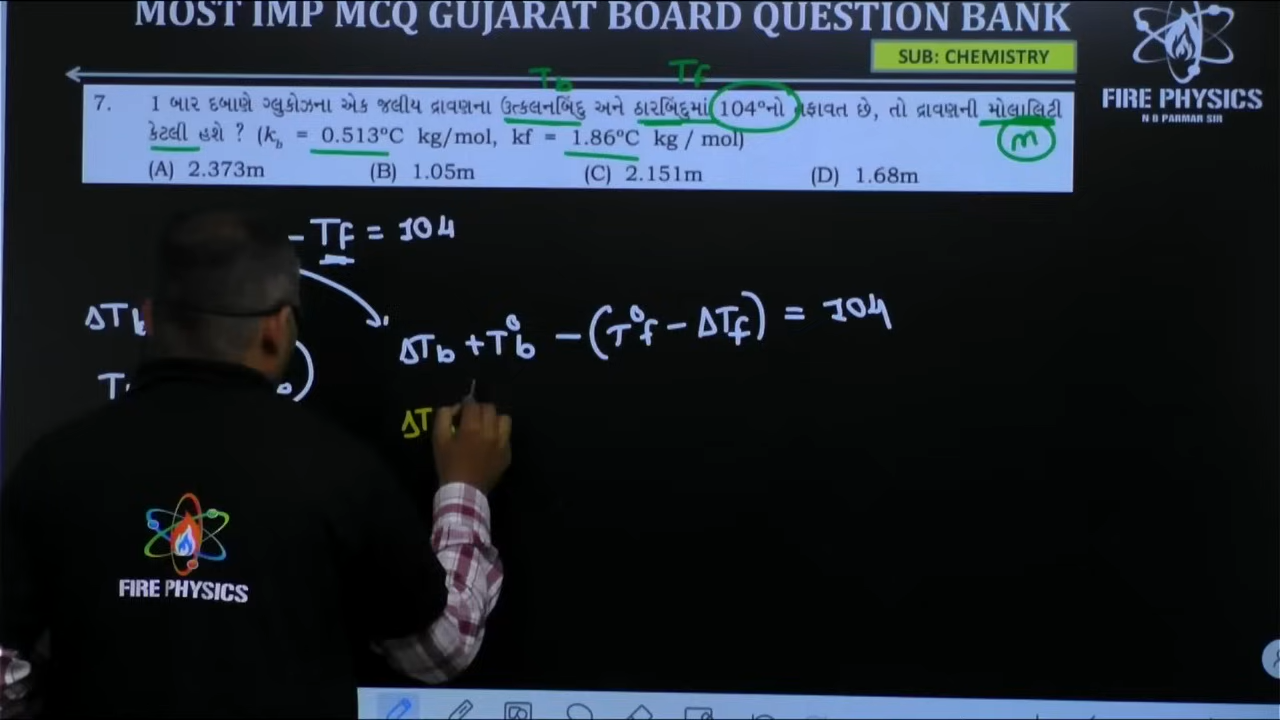 MOST IMP MCQ GUJARAT BOARD QUESTION BANK
SUB: CHEMISTRY
FIRE PHYSICS
N B PARMAR SIR
Tb
Tf
7. 1 બાર દબાણે ગ્લુકોઝના એક જલીય દ્રાવણના ઉત્કલનબિંદુ અને ઠારબિંદુમાં 104°નો તફાવત છે, તો દ્રાવણની મોલાલિટી
કેટલી હશે ? (kb = 0.513°C kg/mol, kf = 1.86°C kg / mol)
m
(A) 2.373m (B) 1.05m (C) 2.151m (D) 1.68m
- Tf = 104
ΔTb
ΔTb + T°b - (T°f - ΔTf) = 104
ΔT
FIRE PHYSICS